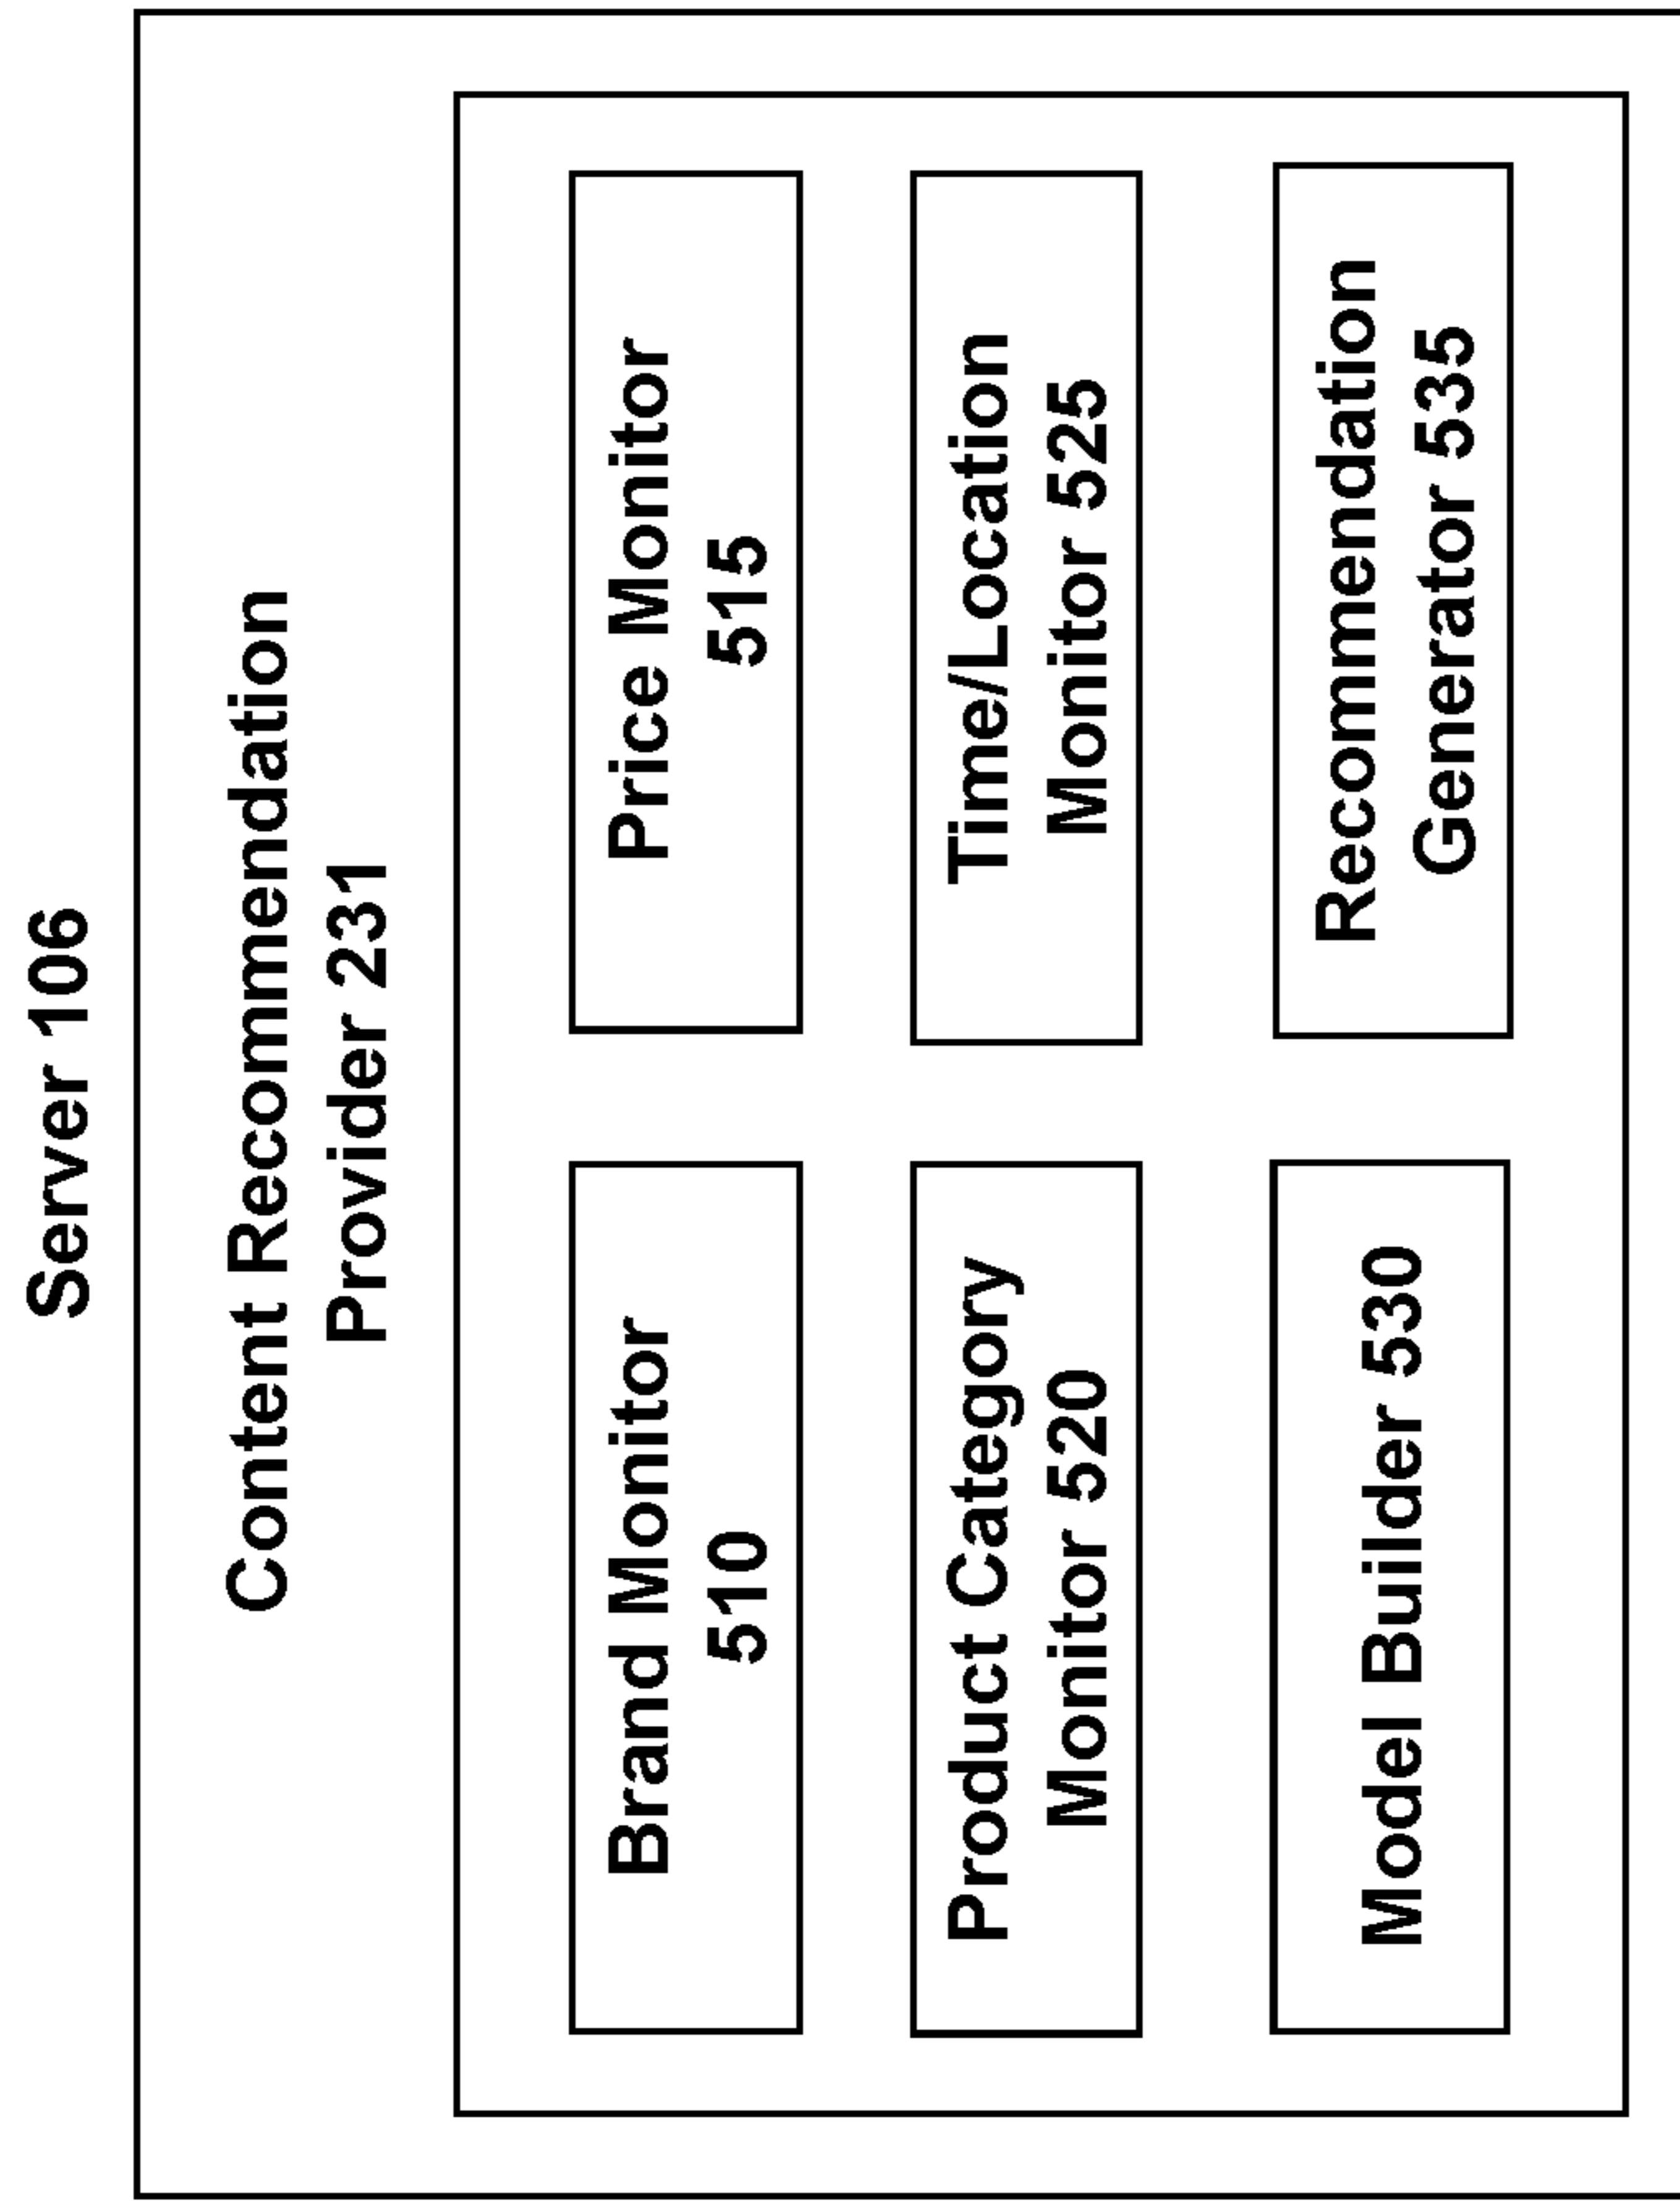 Server 106
Content Recommendation
Provider 231
Brand Monitor
510
Price Monitor
515
Product Category
Monitor 520
Time/Location
Monitor 525
Model Builder 530
Recommendation
Generator 535